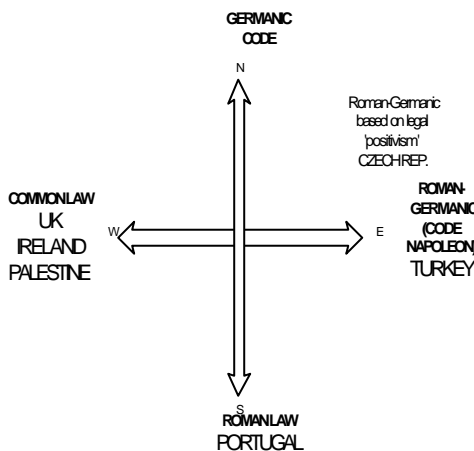 GERMANIC
CODE
N
Roman-Germanic
based on legal
'positivism'
CZECH REP.
COMMON LAW
UK
IRELAND
PALESTINE
W
E
ROMAN-
GERMANIC
(CODE
NAPOLEON)
TURKEY
S
ROMAN LAW
PORTUGAL